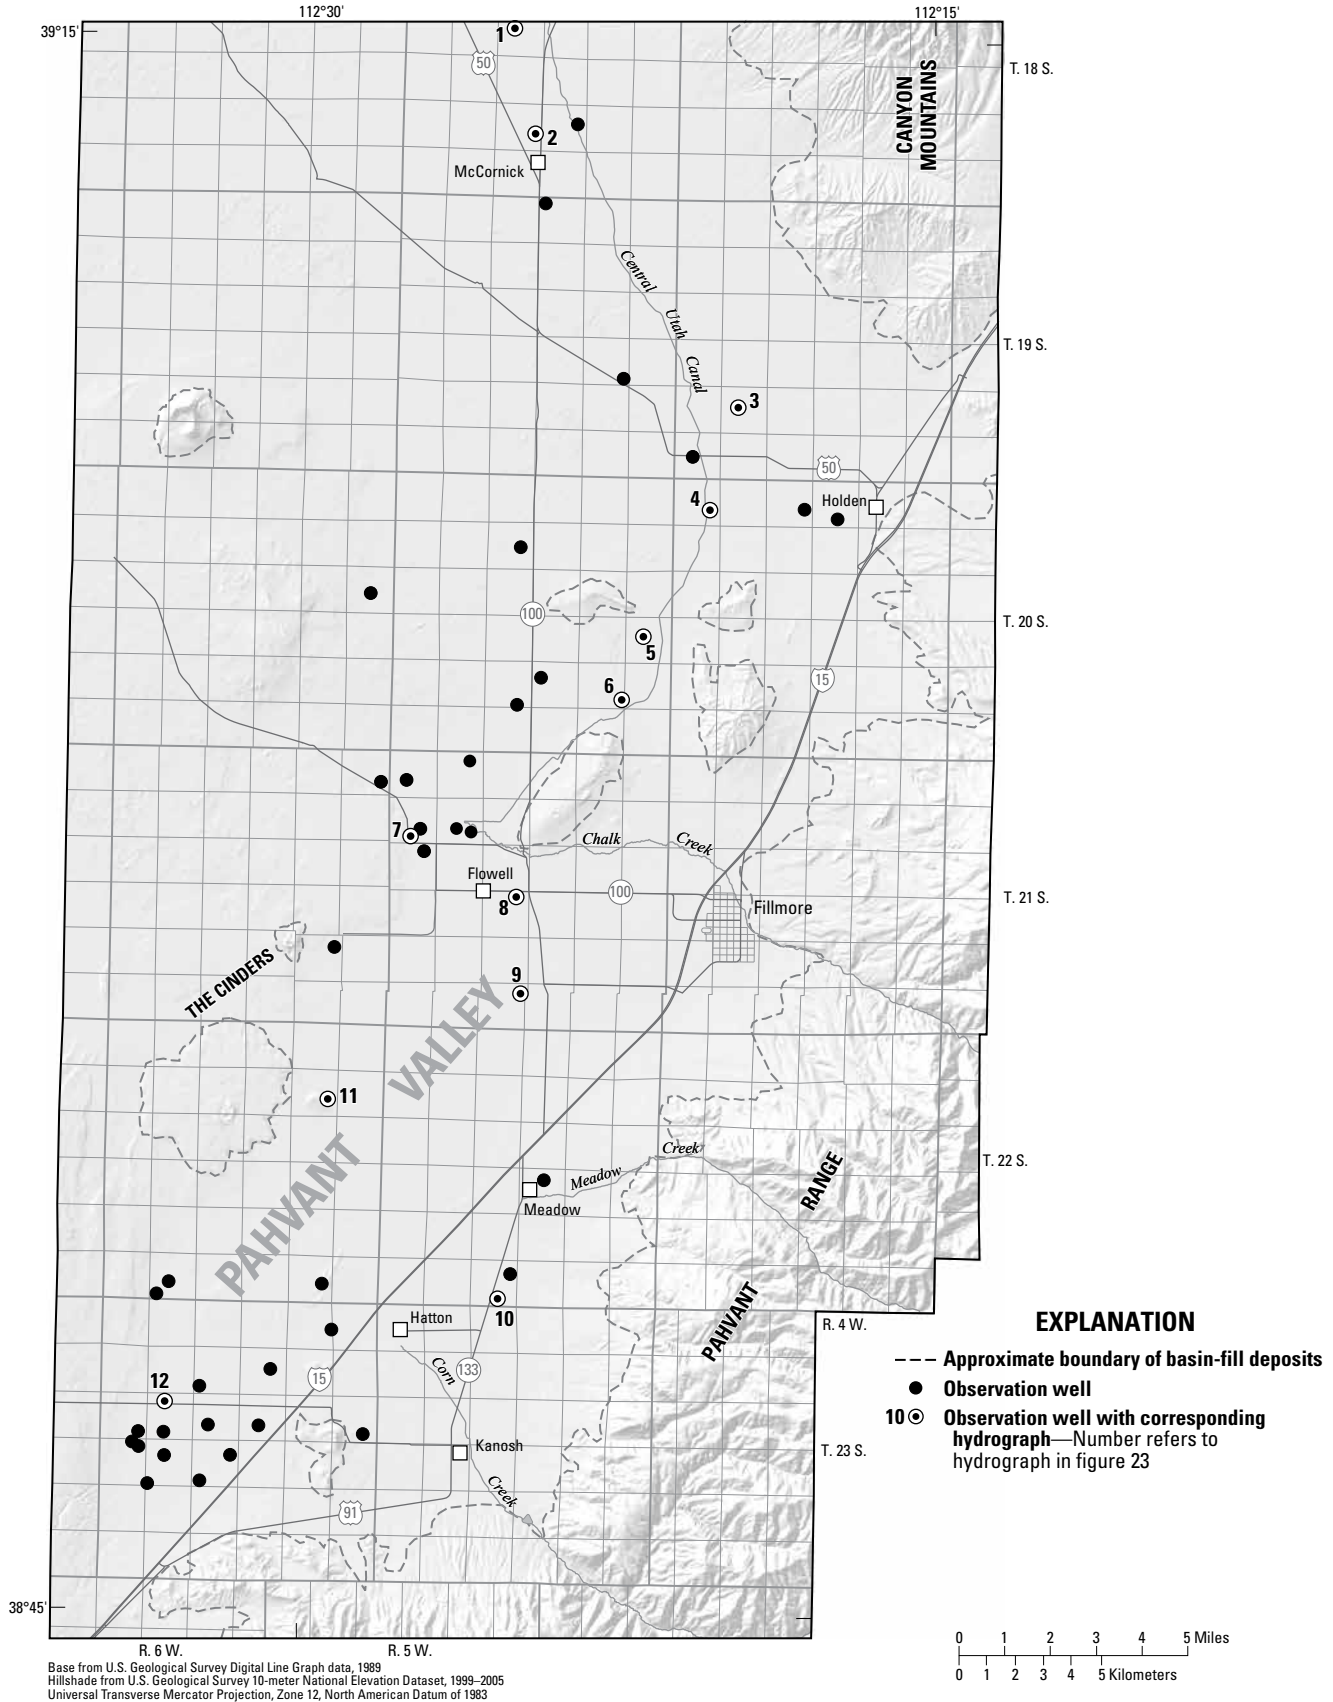 112°30'
112°15'
39°15'
1
50
T. 18 S.
CANYON
MOUNTAINS
2
McCornick
Central
Utah
Canal
T. 19 S.
3
50
4
Holden
100
T. 20 S.
5
6
15
7
Chalk
Creek
Flowell
100
8
Fillmore
T. 21 S.
THE CINDERS
9
VALLEY
11
PAHVANT
Creek
Meadow
T. 22 S.
RANGE
Meadow
10
Hatton
PAHVANT
R. 4 W.
Corn
133
15
12
Kanosh
T. 23 S.
Creek
91
38°45'
R. 6 W.
R. 5 W.
EXPLANATION
Approximate boundary of basin-fill deposits
Observation well
10 Observation well with corresponding
hydrograph—Number refers to
hydrograph in figure 23
0 1 2 3 4 5 Miles
0 1 2 3 4 5 Kilometers
Base from U.S. Geological Survey Digital Line Graph data, 1989
Hillshade from U.S. Geological Survey 10-meter National Elevation Dataset, 1999–2005
Universal Transverse Mercator Projection, Zone 12, North American Datum of 1983